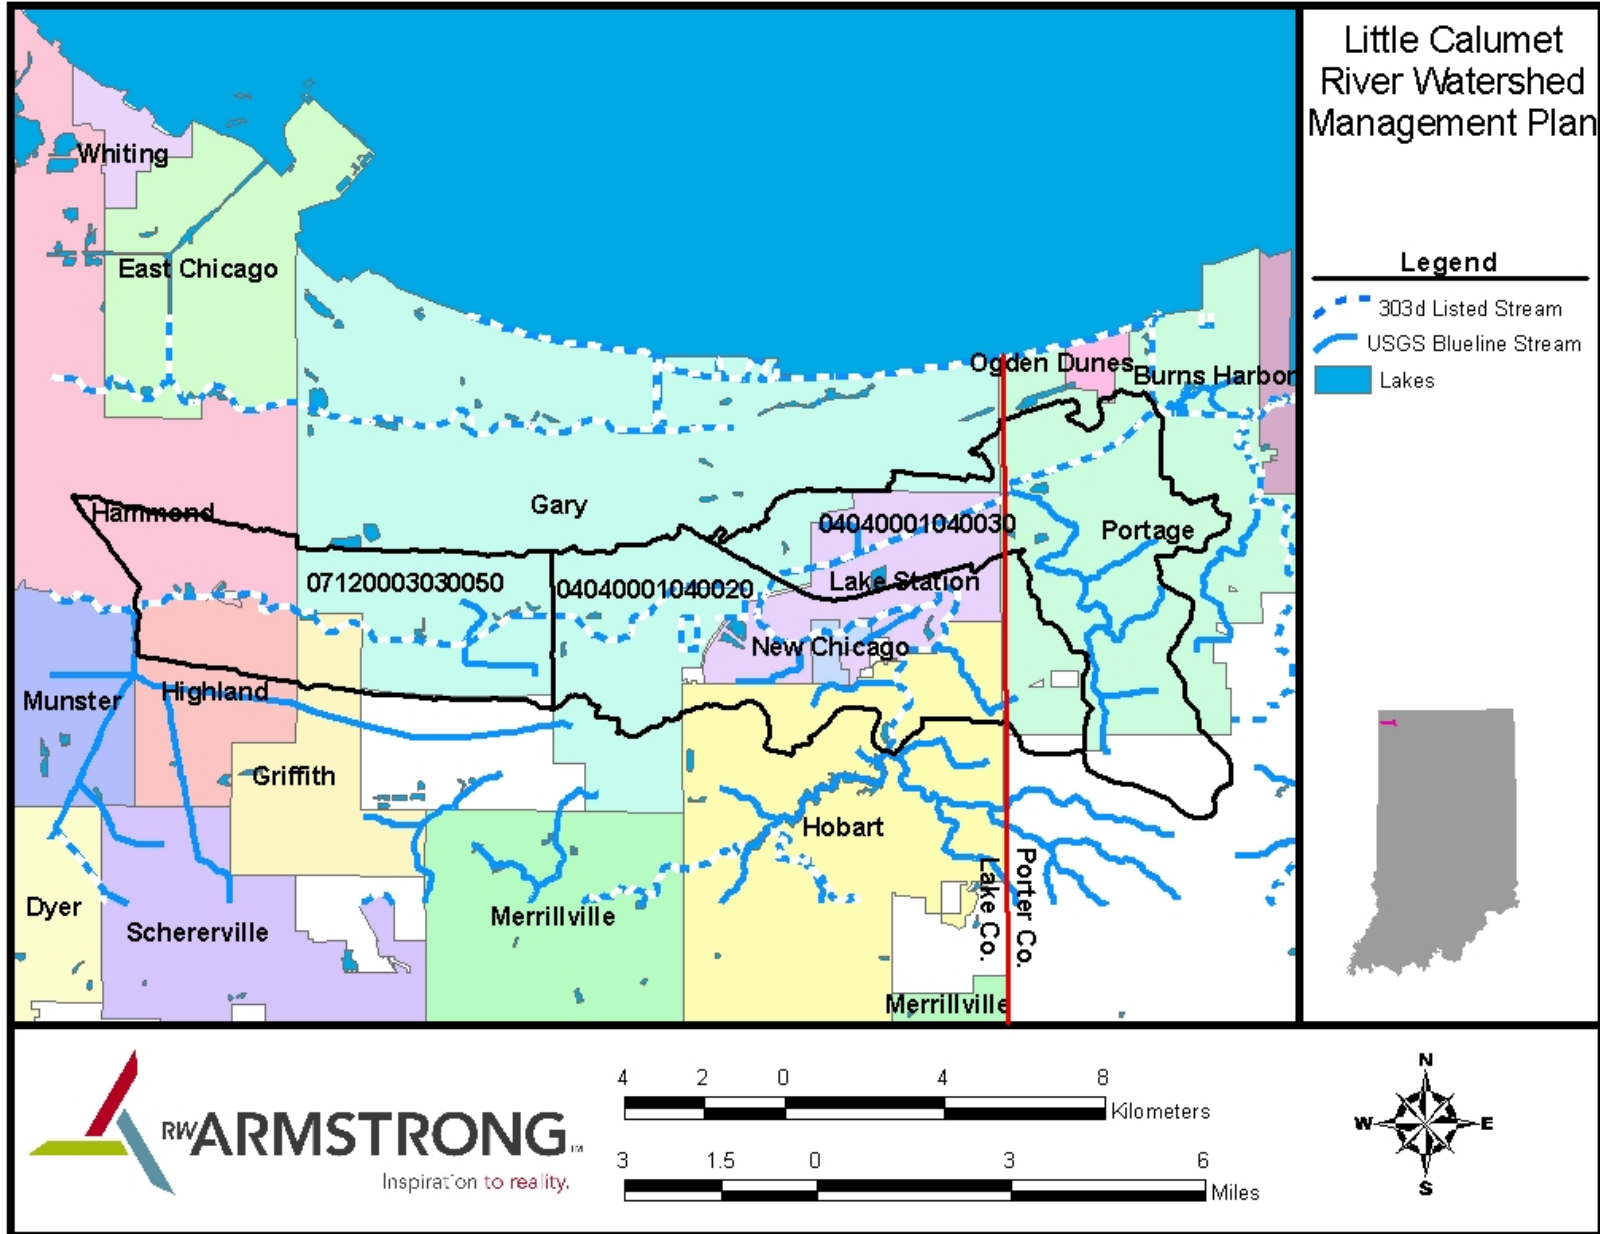 Little Calumet
River Watershed
Management Plan
Legend
303d Listed Stream
USGS Blueline Stream
Lakes
Whiting
East Chicago
Ogden Dunes
Burns Harbor
Hammond
Gary
04040001040030
Portage
07120003030050
04040001040020
Lake Station
New Chicago
Munster
Highland
Griffith
Hobart
Lake Co.
Porter Co.
Dyer
Schererville
Merrillville
Merrillville
RW ARMSTRONG™
Inspiration to reality.
4 2 0 4 8
Kilometers
3 1.5 0 3 6
Miles
N
W E
S